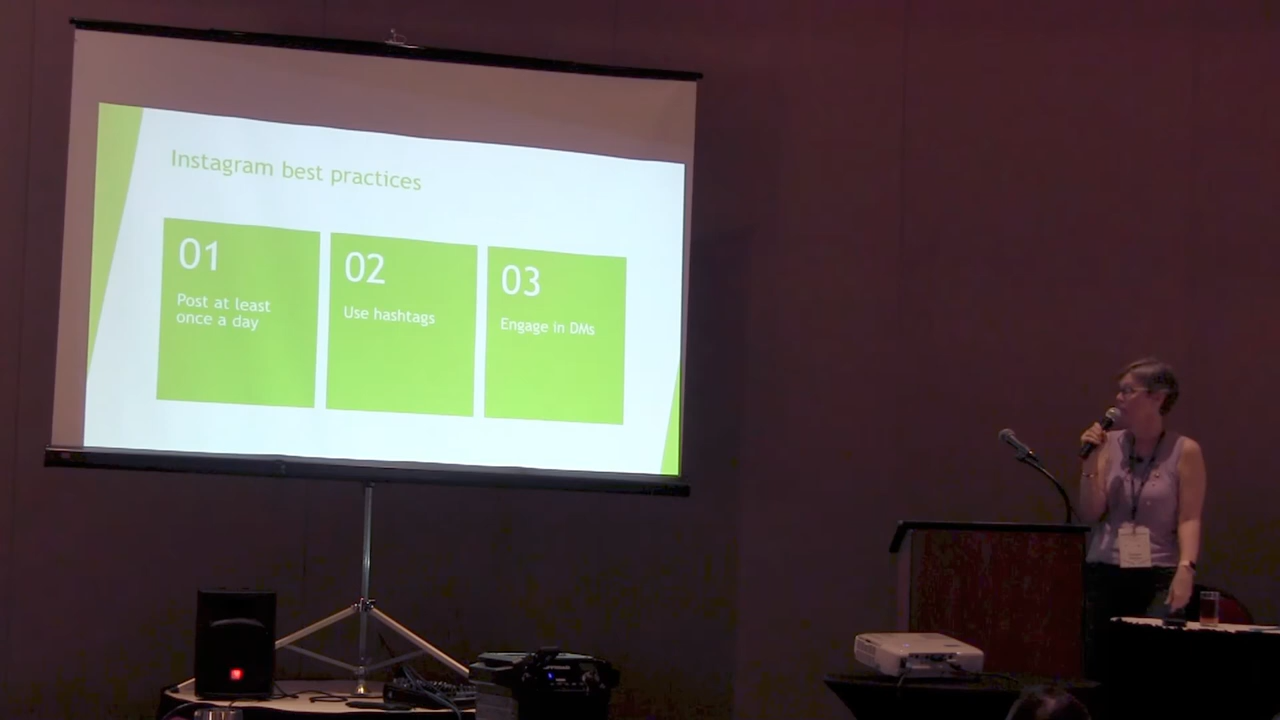 Instagram best practices
01
Post at least
once a day
02
Use hashtags
03
Engage in DMs